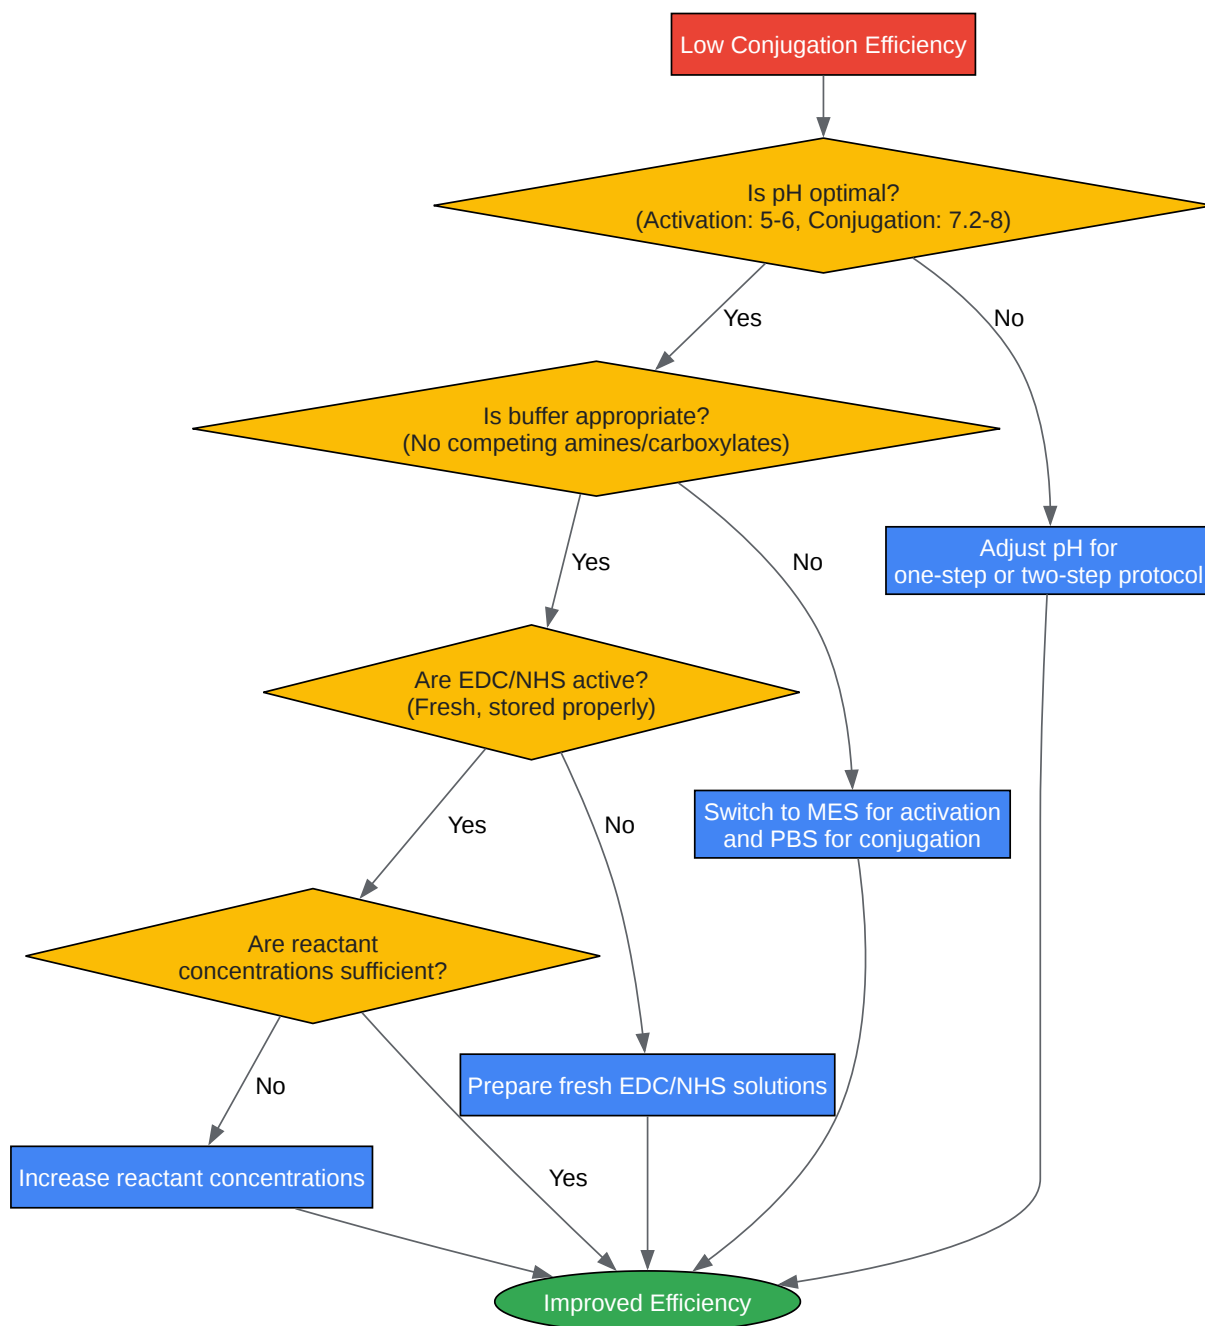 Low Conjugation Efficiency
Is pH optimal?
(Activation: 5-6, Conjugation: 7.2-8)
Yes
No
Is buffer appropriate?
(No competing amines/carboxylates)
Yes
No
Adjust pH for
one-step or two-step protocol
Are EDC/NHS active?
(Fresh, stored properly)
Yes
No
Switch to MES for activation
and PBS for conjugation
Are reactant
concentrations sufficient?
No
Yes
Prepare fresh EDC/NHS solutions
Increase reactant concentrations
Improved Efficiency